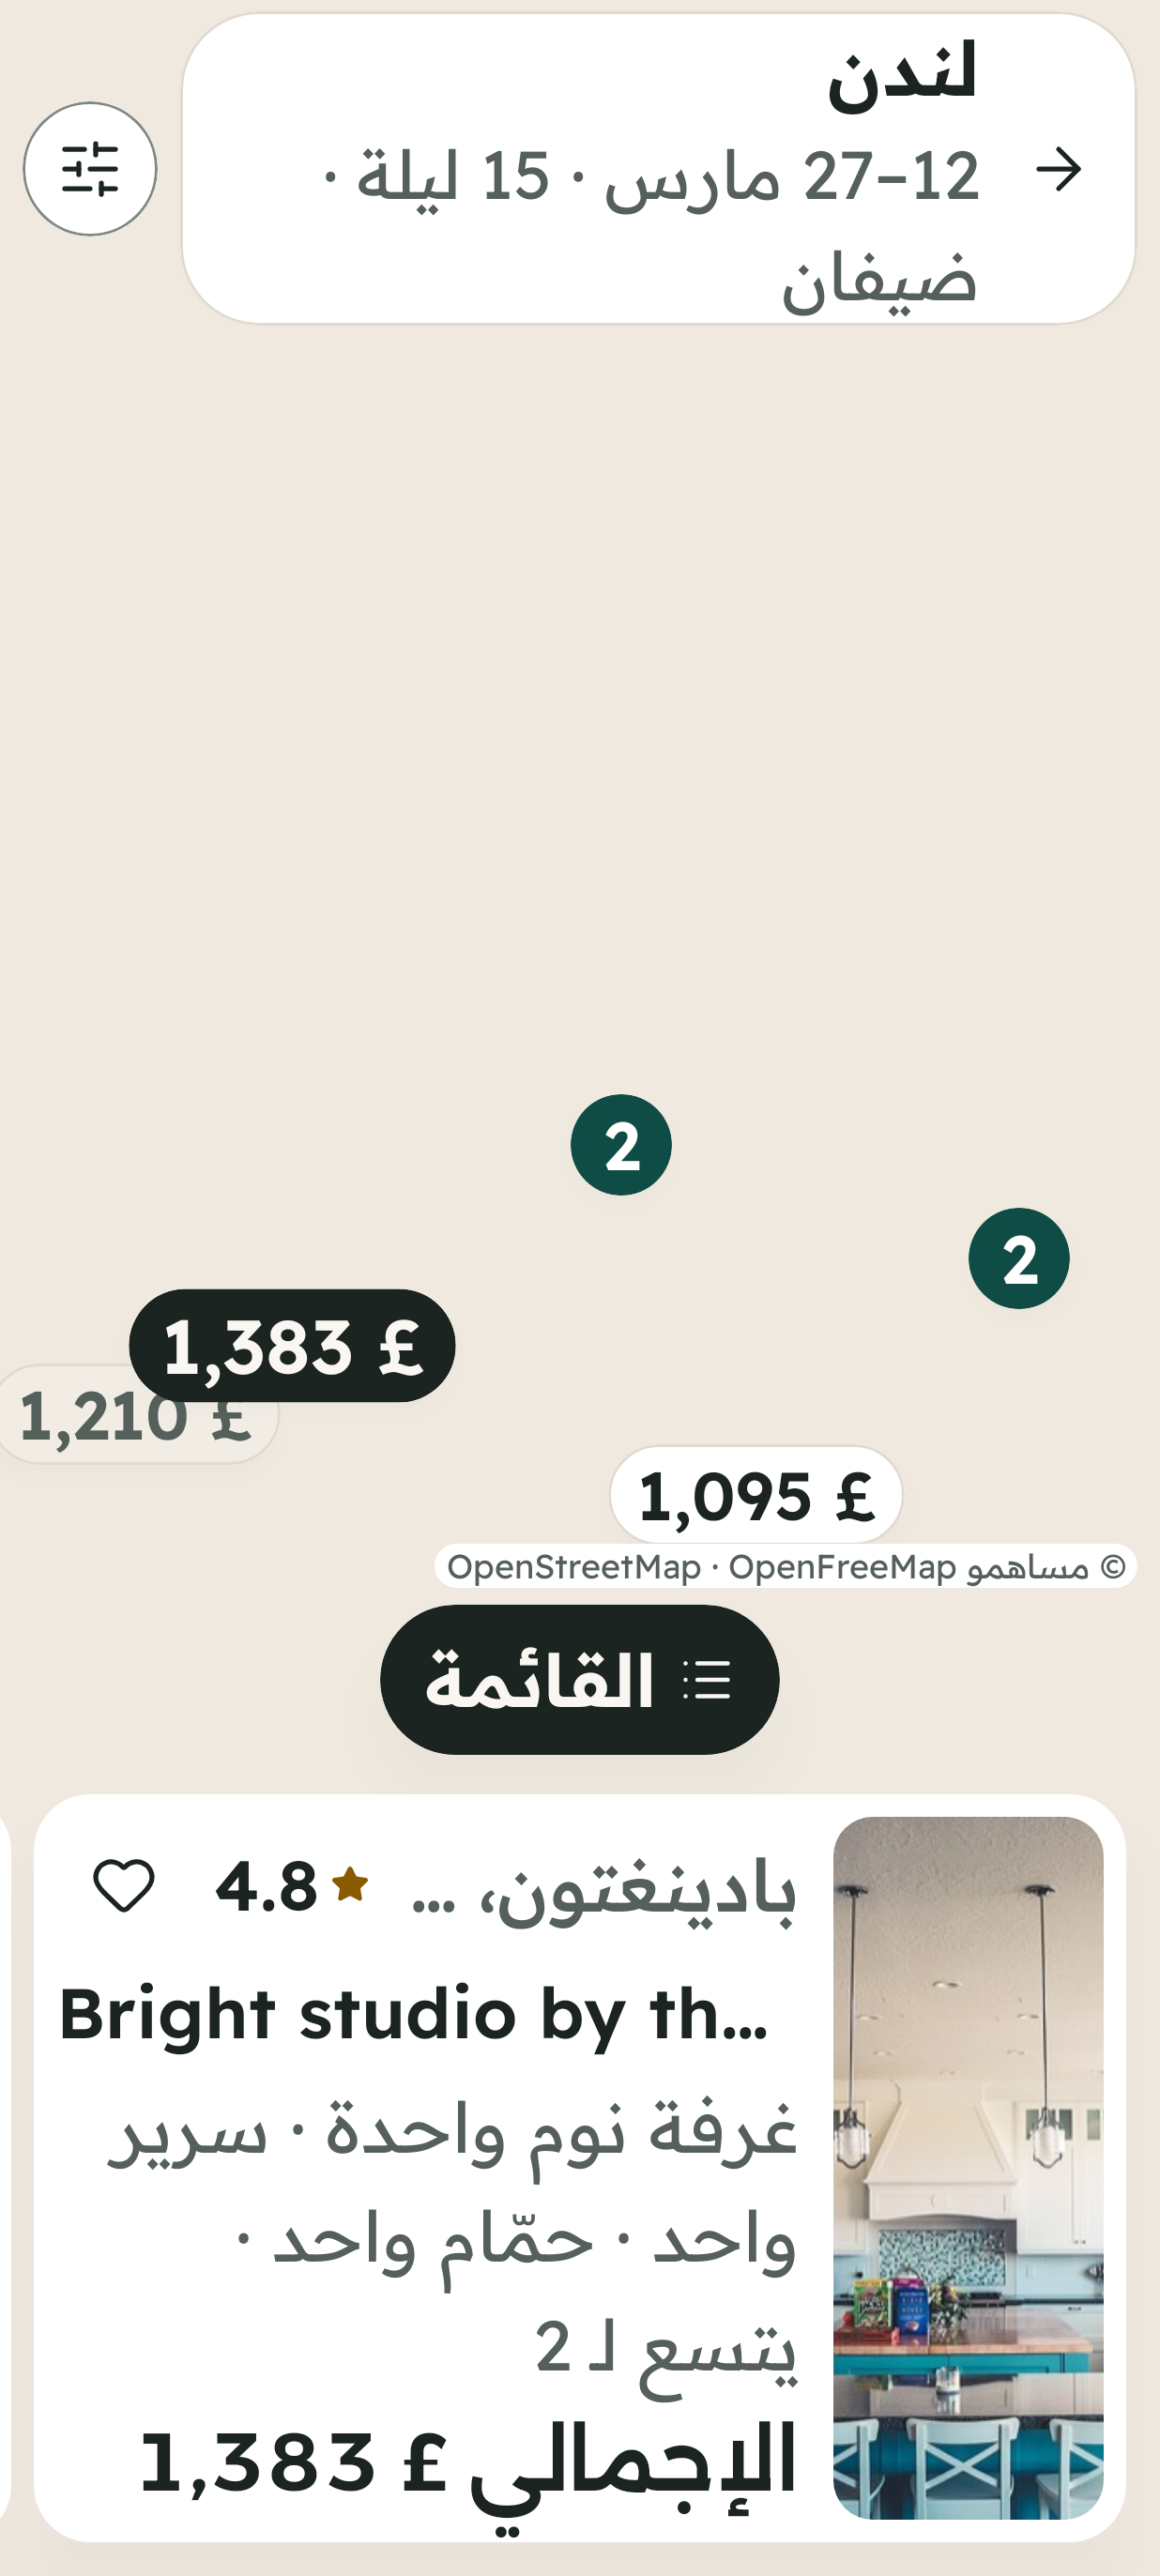 لندن
12–27 مارس · 15 ليلة ·
ضيفان
2
2
1,383 £
1,210 £
1,095 £
© مساهمو OpenStreetMap · OpenFreeMap
القائمة
بادينغتون، ...
4.8
Bright studio by th...
غرفة نوم واحدة · سرير
واحد · حمّام واحد ·
يتسع لـ 2
الإجمالي 1,383 £